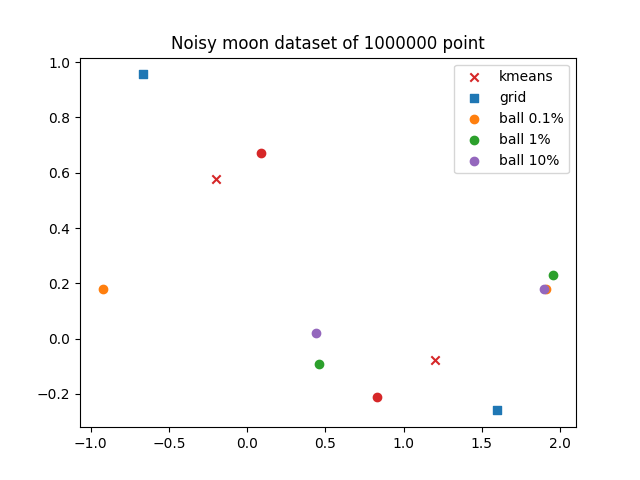 Noisy moon dataset of 1000000 point
1.0
0.8
0.6
0.4
0.2
0.0
−0.2
kmeans
grid
ball 0.1%
ball 1%
ball 10%
−1.0 −0.5 0.0 0.5 1.0 1.5 2.0